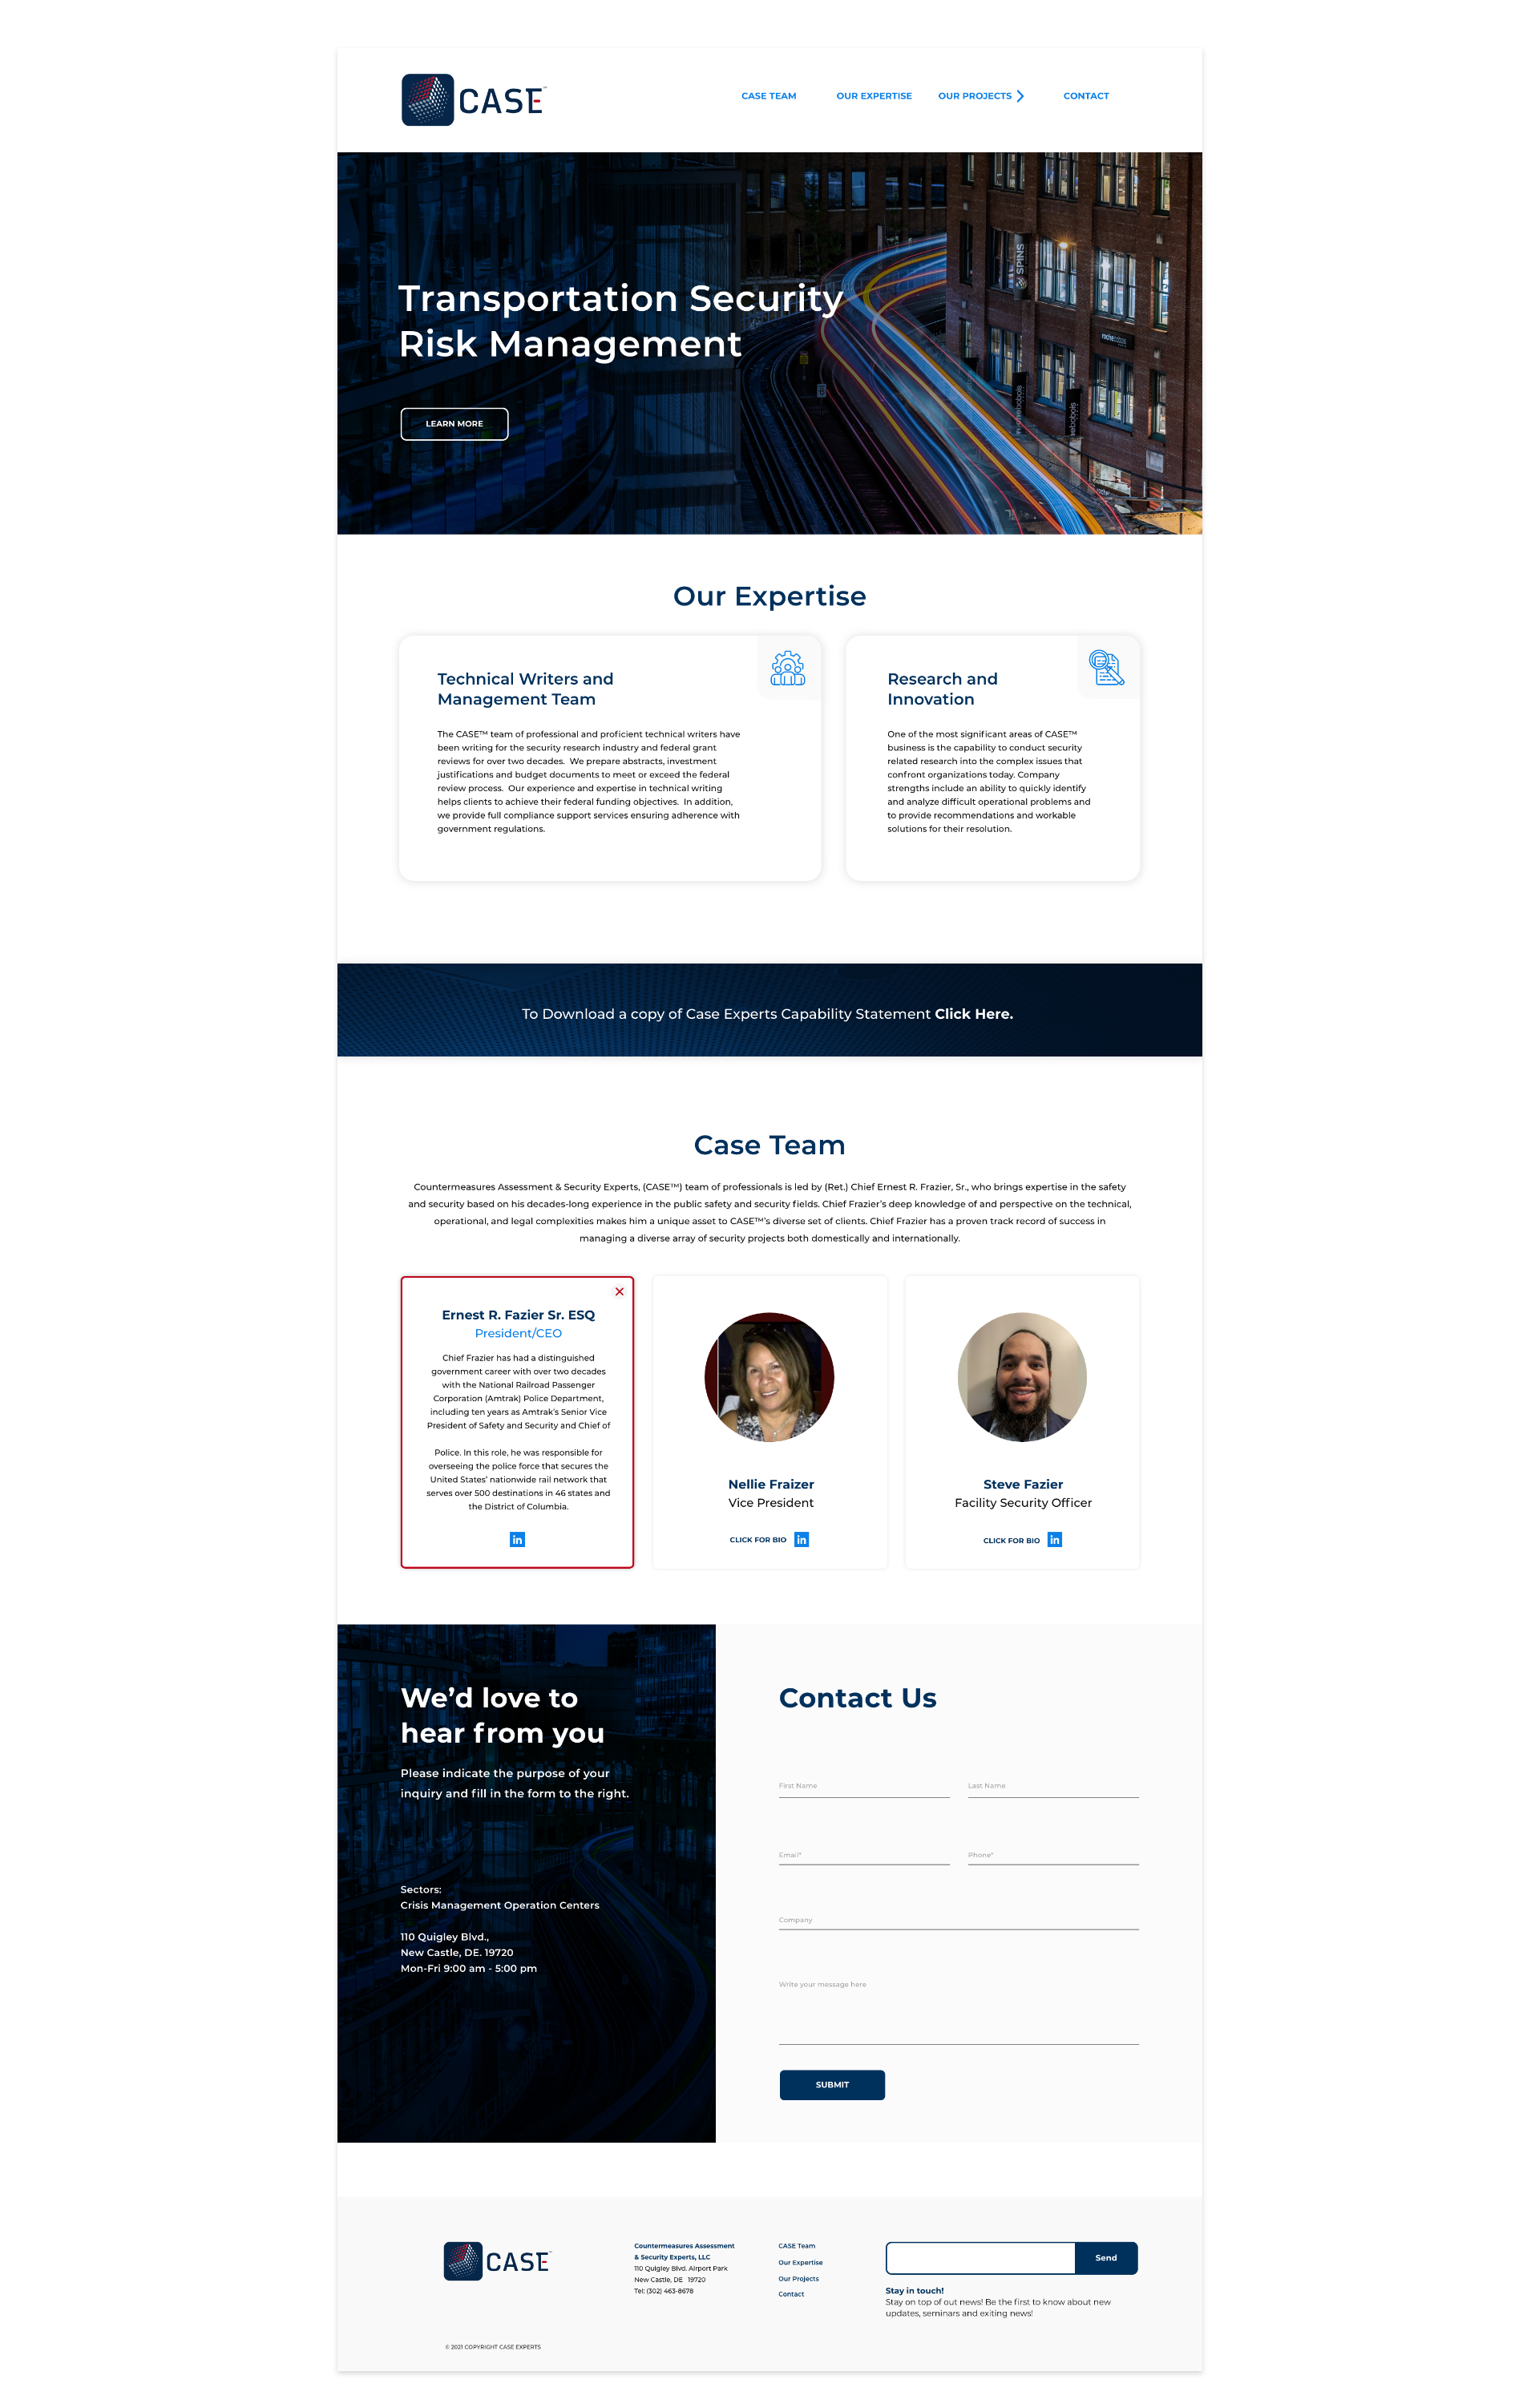 CASE™
CASE TEAM
OUR EXPERTISE
OUR PROJECTS
CONTACT
SPINS
Transportation Security
Risk Management
LEARN MORE
Our Expertise
Technical Writers and
Management Team
The CASE™ team of professional and proficient technical writers have
been writing for the security research industry and federal grant
reviews for over two decades.  We prepare abstracts, investment
justifications and budget documents to meet or exceed the federal
review process.  Our experience and expertise in technical writing
helps clients to achieve their federal funding objectives.  In addition,
we provide full compliance support services ensuring adherence with
government regulations.
Research and
Innovation
One of the most significant areas of CASE™
business is the capability to conduct security
related research into the complex issues that
confront organizations today. Company
strengths include an ability to quickly identify
and analyze difficult operational problems and
to provide recommendations and workable
solutions for their resolution.
To Download a copy of Case Experts Capability Statement Click Here.
Case Team
Countermeasures Assessment & Security Experts, (CASE™) team of professionals is led by (Ret.) Chief Ernest R. Frazier, Sr., who brings expertise in the safety
and security based on his decades-long experience in the public safety and security fields. Chief Frazier's deep knowledge of and perspective on the technical,
operational, and legal complexities makes him a unique asset to CASE™'s diverse set of clients. Chief Frazier has a proven track record of success in
managing a diverse array of security projects both domestically and internationally.
Ernest R. Fazier Sr. ESQ
President/CEO
Chief Frazier has had a distinguished
government career with over two decades
with the National Railroad Passenger
Corporation (Amtrak) Police Department,
including ten years as Amtrak's Senior Vice
President of Safety and Security and Chief of
Police. In this role, he was responsible for
overseeing the police force that secures the
United States' nationwide rail network that
serves over 500 destinations in 46 states and
the District of Columbia.
in
Nellie Fraizer
Vice President
CLICK FOR BIO in
Steve Fazier
Facility Security Officer
CLICK FOR BIO in
We'd love to
hear from you
Please indicate the purpose of your
inquiry and fill in the form to the right.
Sectors:
Crisis Management Operation Centers
110 Quigley Blvd.,
New Castle, DE. 19720
Mon-Fri 9:00 am - 5:00 pm
Contact Us
First Name
Last Name
Email*
Phone*
Company
Write your message here
SUBMIT
CASE™
Countermeasures Assessment
& Security Experts, LLC
110 Quigley Blvd. Airport Park
New Castle, DE  19720
Tel: (302) 463-8678
CASE Team
Our Expertise
Our Projects
Contact
Send
Stay in touch!
Stay on top of out news! Be the first to know about new
updates, seminars and exiting news!
© 2021 COPYRIGHT CASE EXPERTS